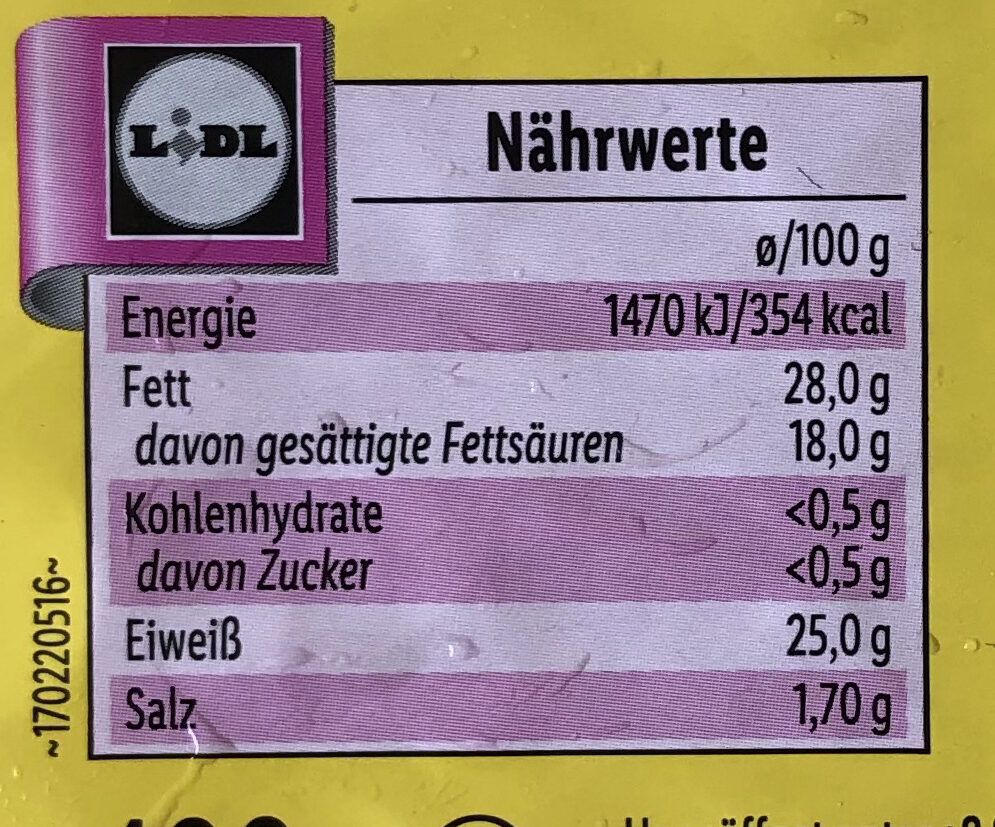 LIDL
Nährwerte
ø/100 g
Energie 1470 kJ/354 kcal
Fett 28,0 g
davon gesättigte Fettsäuren 18,0 g
Kohlenhydrate <0,5 g
davon Zucker <0,5 g
Eiweiß 25,0 g
Salz 1,70 g
~170220516~